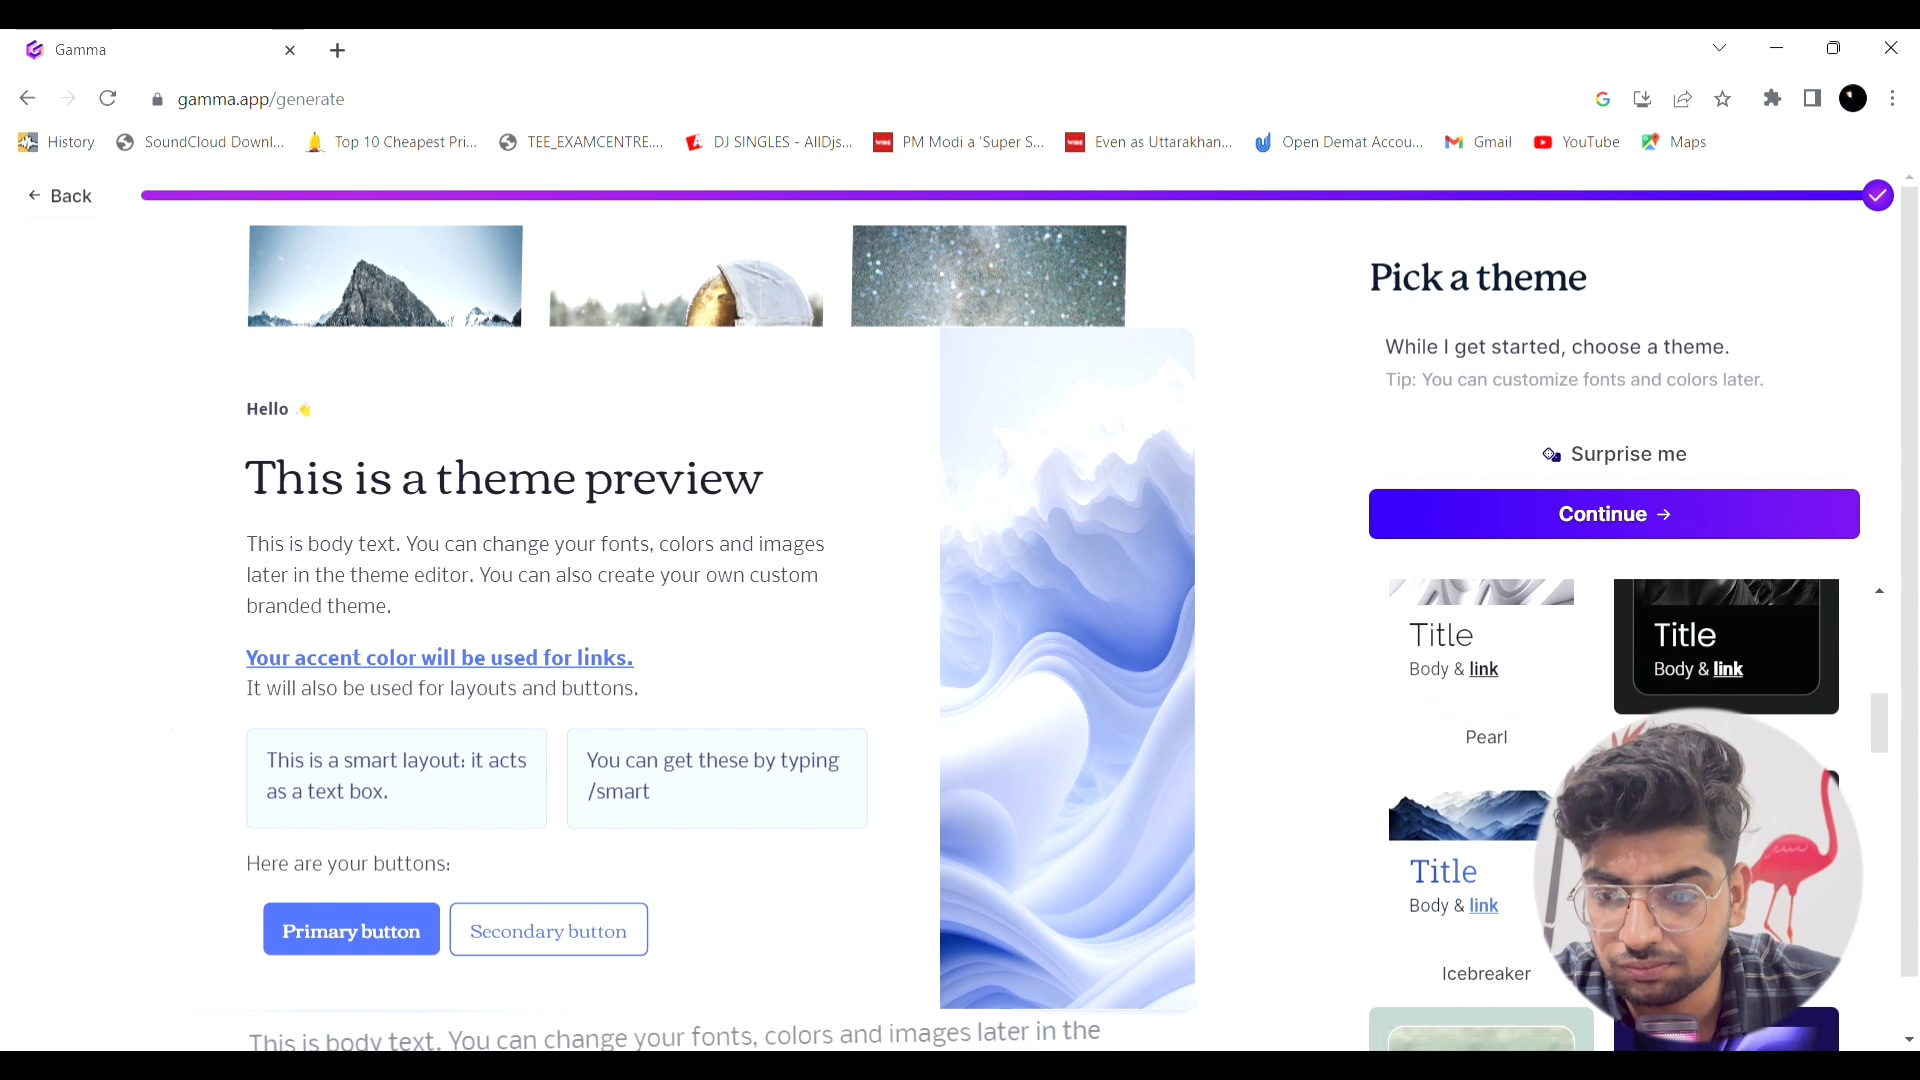 Gamma
gamma.app/generate
History
SoundCloud Downl...
Top 10 Cheapest Pri...
TEE_EXAMCENTRE....
DJ SINGLES - AllDjs...
PM Modi a 'Super S...
Even as Uttarakhan...
Open Demat Accou...
Gmail
YouTube
Maps
Back
Hello 👋
This is a theme preview
This is body text. You can change your fonts, colors and images
later in the theme editor. You can also create your own custom
branded theme.
Your accent color will be used for links.
It will also be used for layouts and buttons.
This is a smart layout: it acts
as a text box.
You can get these by typing
/smart
Here are your buttons:
Primary button
Secondary button
This is body text. You can change your fonts, colors and images later in the
Pick a theme
While I get started, choose a theme.
Tip: You can customize fonts and colors later.
Surprise me
Continue →
Title
Body & link
Pearl
Title
Body & link
Title
Body & link
Icebreaker